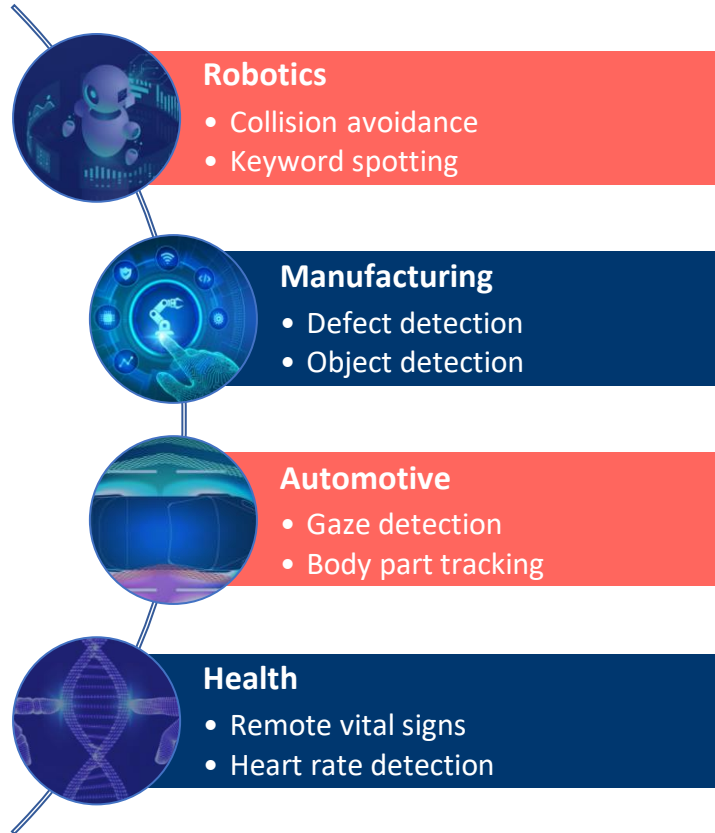 Robotics
• Collision avoidance
• Keyword spotting
Manufacturing
• Defect detection
• Object detection
Automotive
• Gaze detection
• Body part tracking
Health
• Remote vital signs
• Heart rate detection